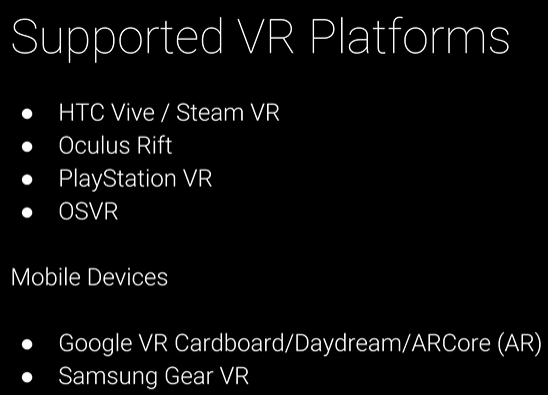 Supported VR Platforms
● HTC Vive / Steam VR
● Oculus Rift
● PlayStation VR
● OSVR
Mobile Devices
● Google VR Cardboard/Daydream/ARCore (AR)
● Samsung Gear VR